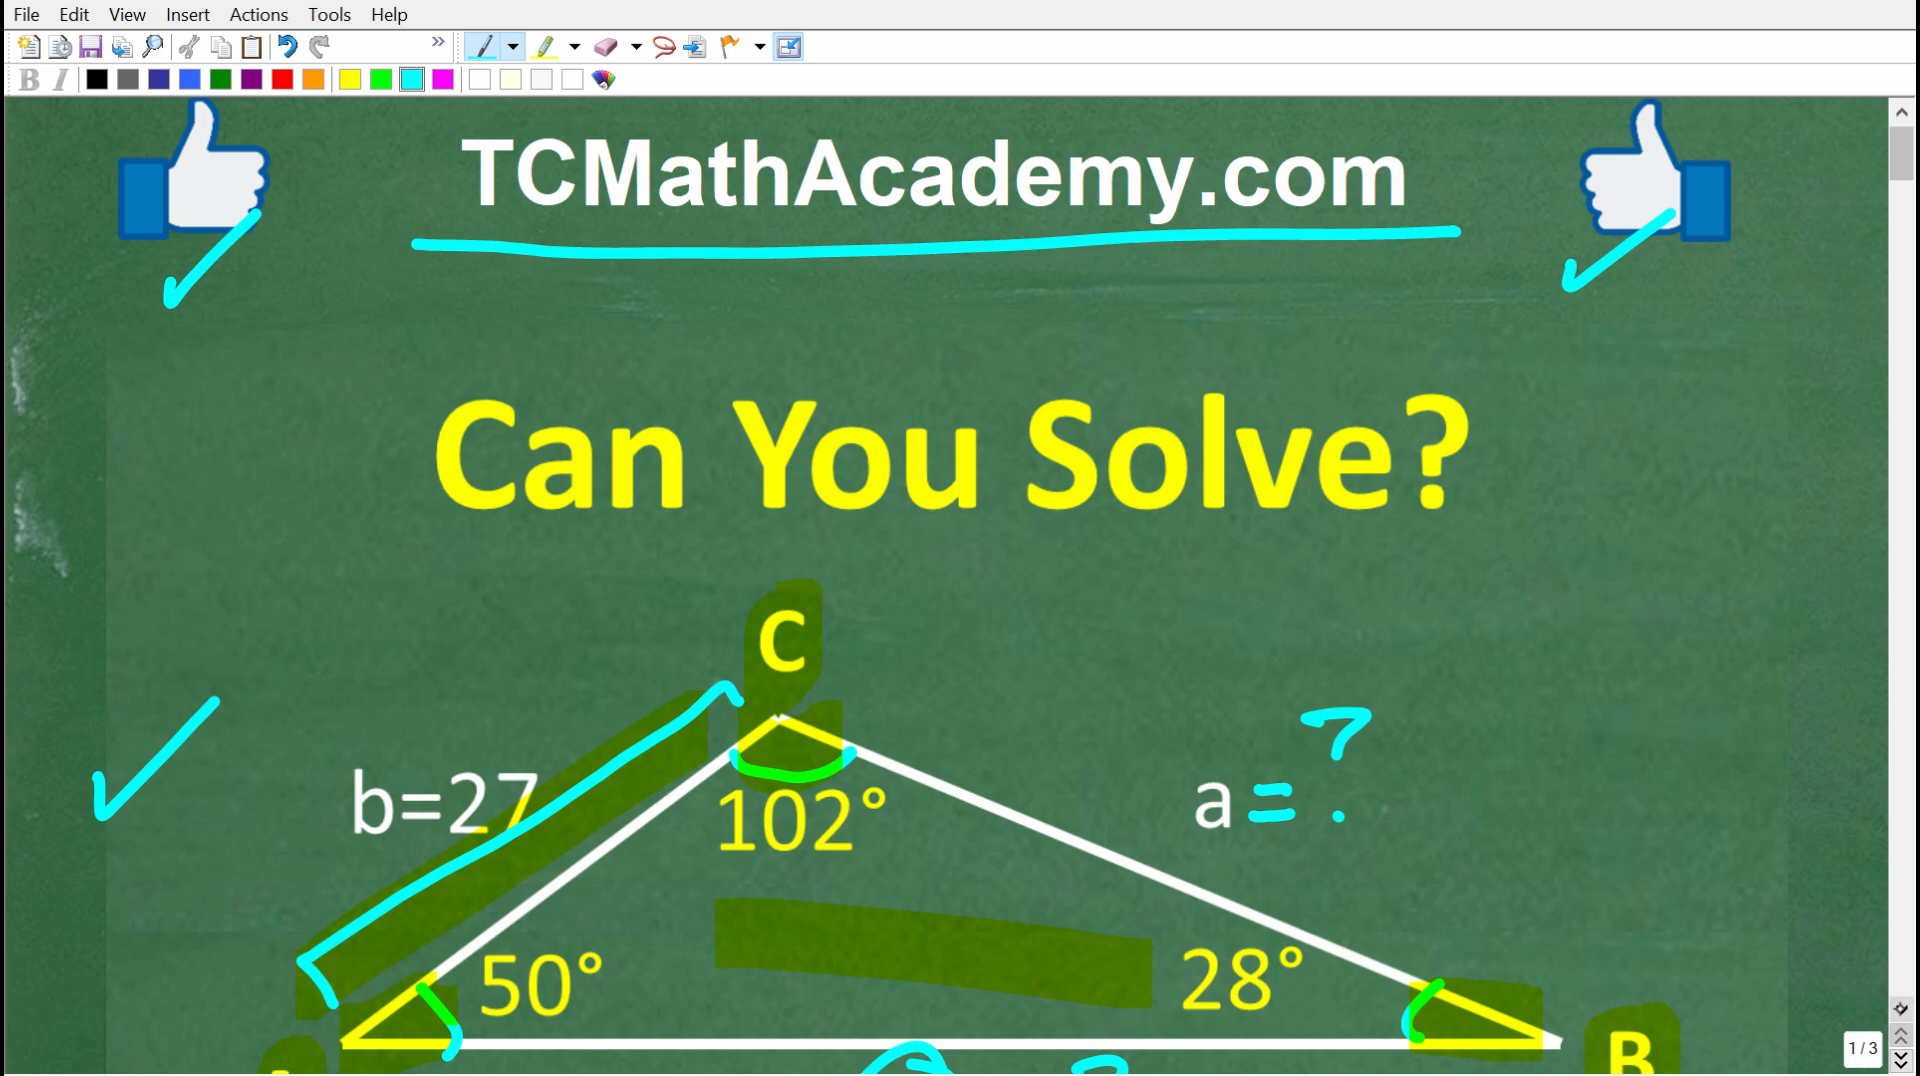 File Edit View Insert Actions Tools Help
B I
TCMathAcademy.com
Can You Solve?
C
b=27
102°
a = ?
50°
28°
B
1 / 3